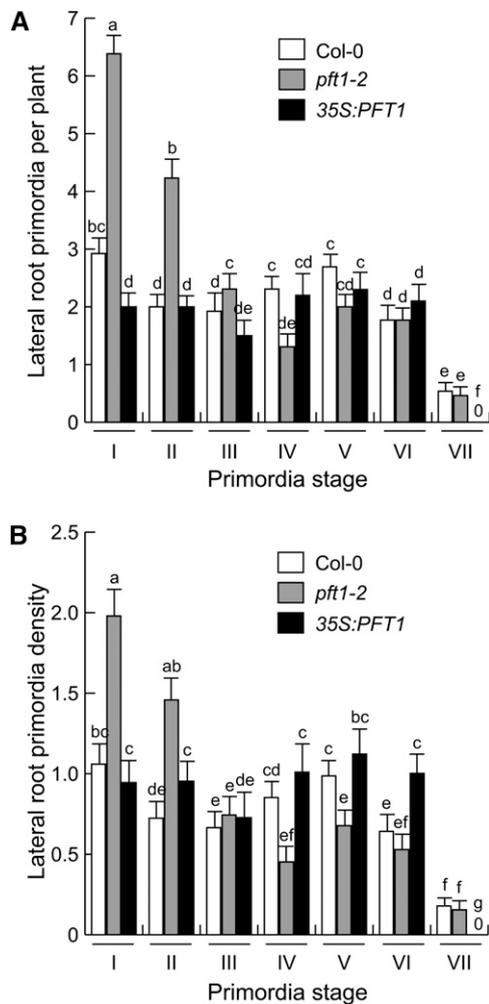 A
Lateral root primordia per plant
7
6
5
4
3
2
1
0
Col-0
pft1-2
35S:PFT1
bc a d
d b d
d c de
c de cd
c cd c
d d d
e e f
0
I II III IV V VI VII
Primordia stage
B
Lateral root primordia density
2.5
2.0
1.5
1.0
0.5
0
Col-0
pft1-2
35S:PFT1
bc a c
de ab c
e e de
cd ef c
c e bc
e ef c
f f g
0
I II III IV V VI VII
Primordia stage